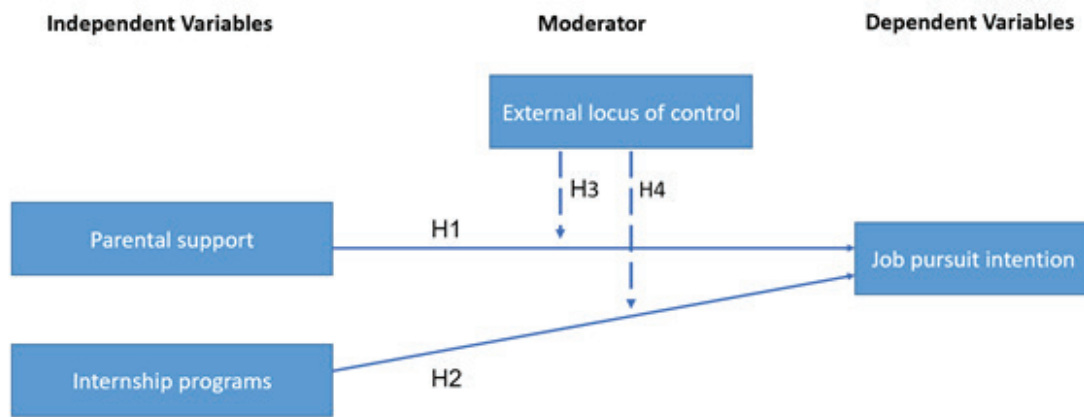 Independent Variables
Moderator
Dependent Variables
External locus of control
H3
H4
Parental support
H1
Job pursuit intention
Internship programs
H2